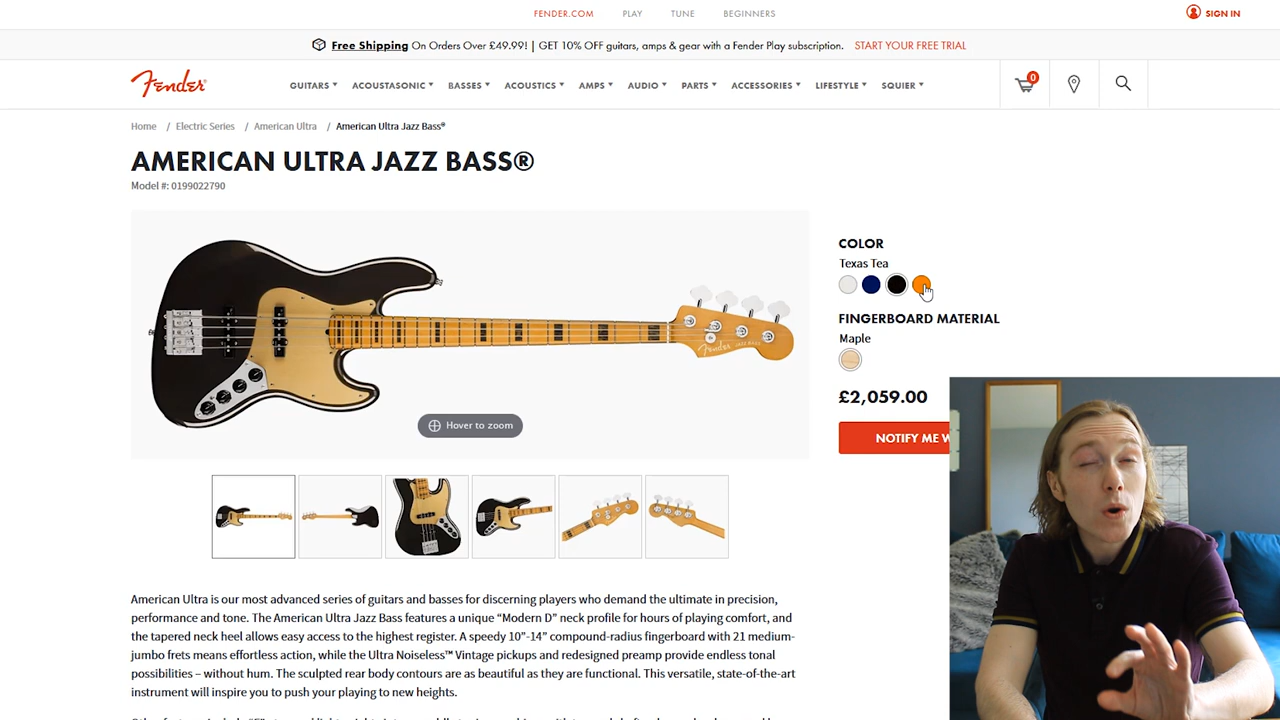 FENDER.COM PLAY TUNE BEGINNERS SIGN IN
Free Shipping On Orders Over £49.99! | GET 10% OFF guitars, amps & gear with a Fender Play subscription. START YOUR FREE TRIAL
Fender GUITARS ACOUSTASONIC BASSES ACOUSTICS AMPS AUDIO PARTS ACCESSORIES LIFESTYLE SQUIER 0
Home / Electric Series / American Ultra / American Ultra Jazz Bass®
AMERICAN ULTRA JAZZ BASS®
Model #: 0199022790
Fender JAZZ BASS
Hover to zoom
COLOR
Texas Tea
FINGERBOARD MATERIAL
Maple
£2,059.00
NOTIFY ME W
American Ultra is our most advanced series of guitars and basses for discerning players who demand the ultimate in precision,
performance and tone. The American Ultra Jazz Bass features a unique “Modern D” neck profile for hours of playing comfort, and
the tapered neck heel allows easy access to the highest register. A speedy 10”-14” compound-radius fingerboard with 21 medium-
jumbo frets means effortless action, while the Ultra Noiseless™ Vintage pickups and redesigned preamp provide endless tonal
possibilities – without hum. The sculpted rear body contours are as beautiful as they are functional. This versatile, state-of-the-art
instrument will inspire you to push your playing to new heights.